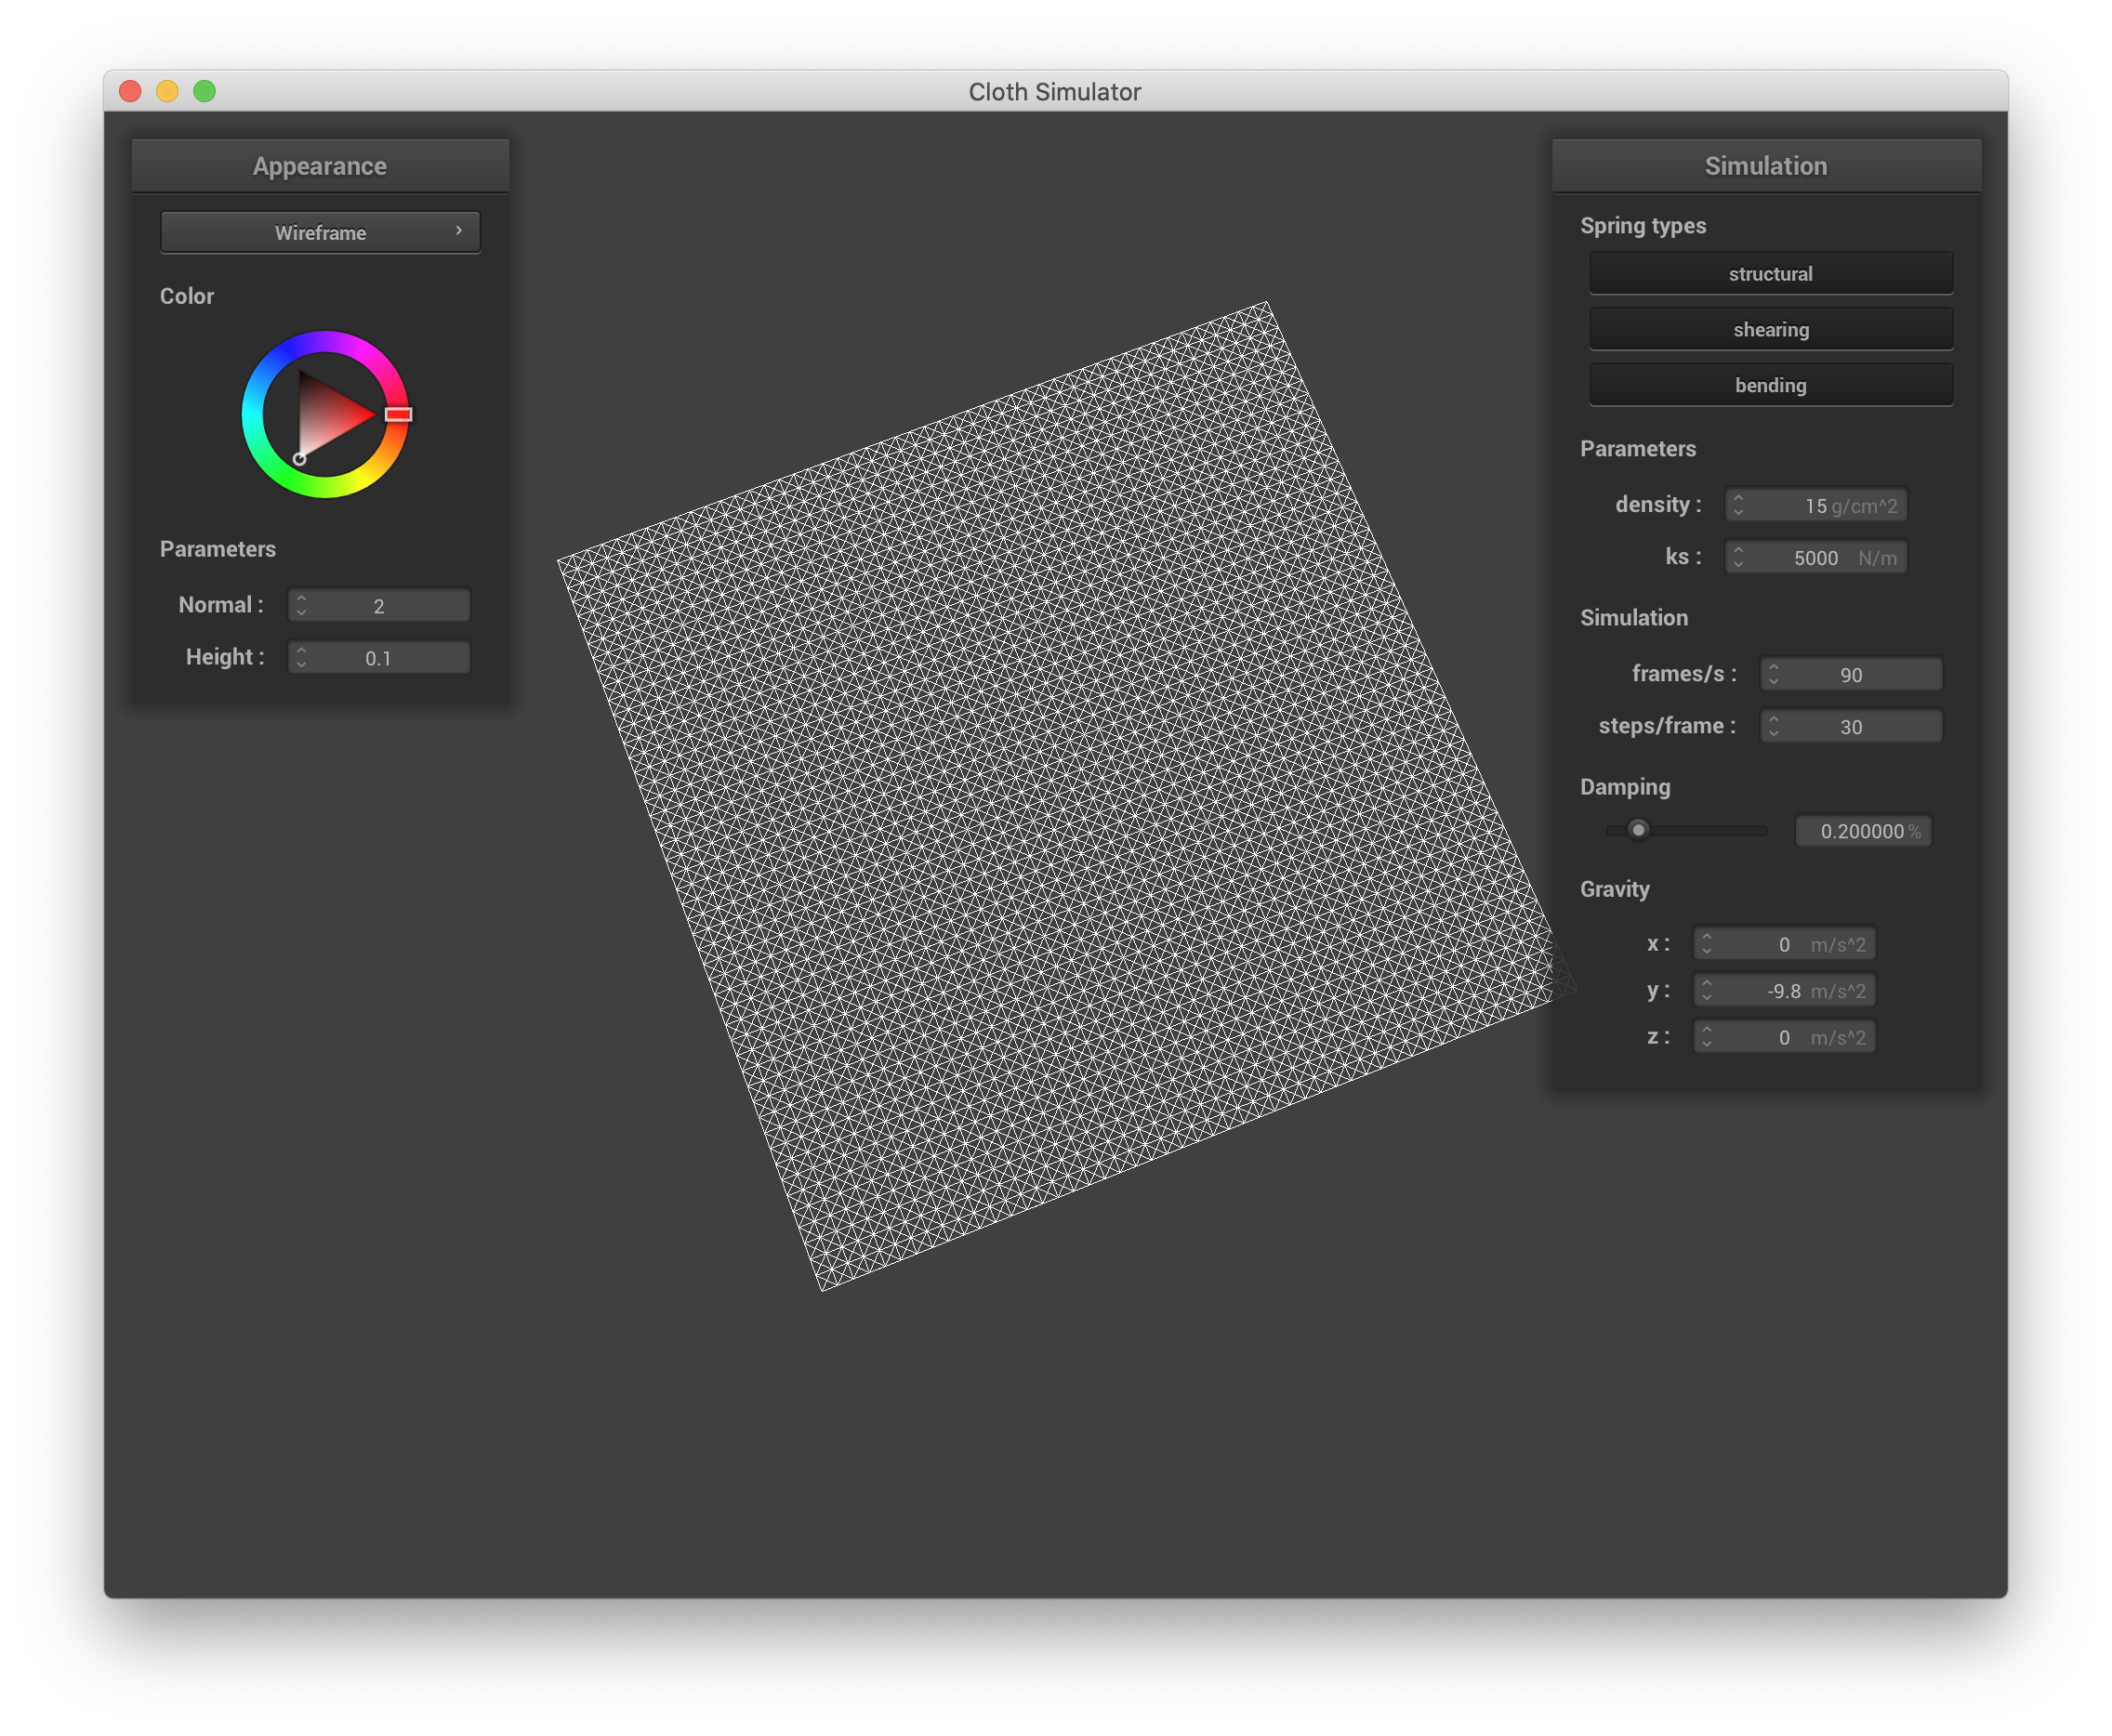 Cloth Simulator
Appearance
Wireframe ›
Color
Parameters
Normal : 2
Height : 0.1
Simulation
Spring types
structural
shearing
bending
Parameters
density : 15 g/cm^2
ks : 5000 N/m
Simulation
frames/s : 90
steps/frame : 30
Damping
0.200000 %
Gravity
x : 0 m/s^2
y : -9.8 m/s^2
z : 0 m/s^2